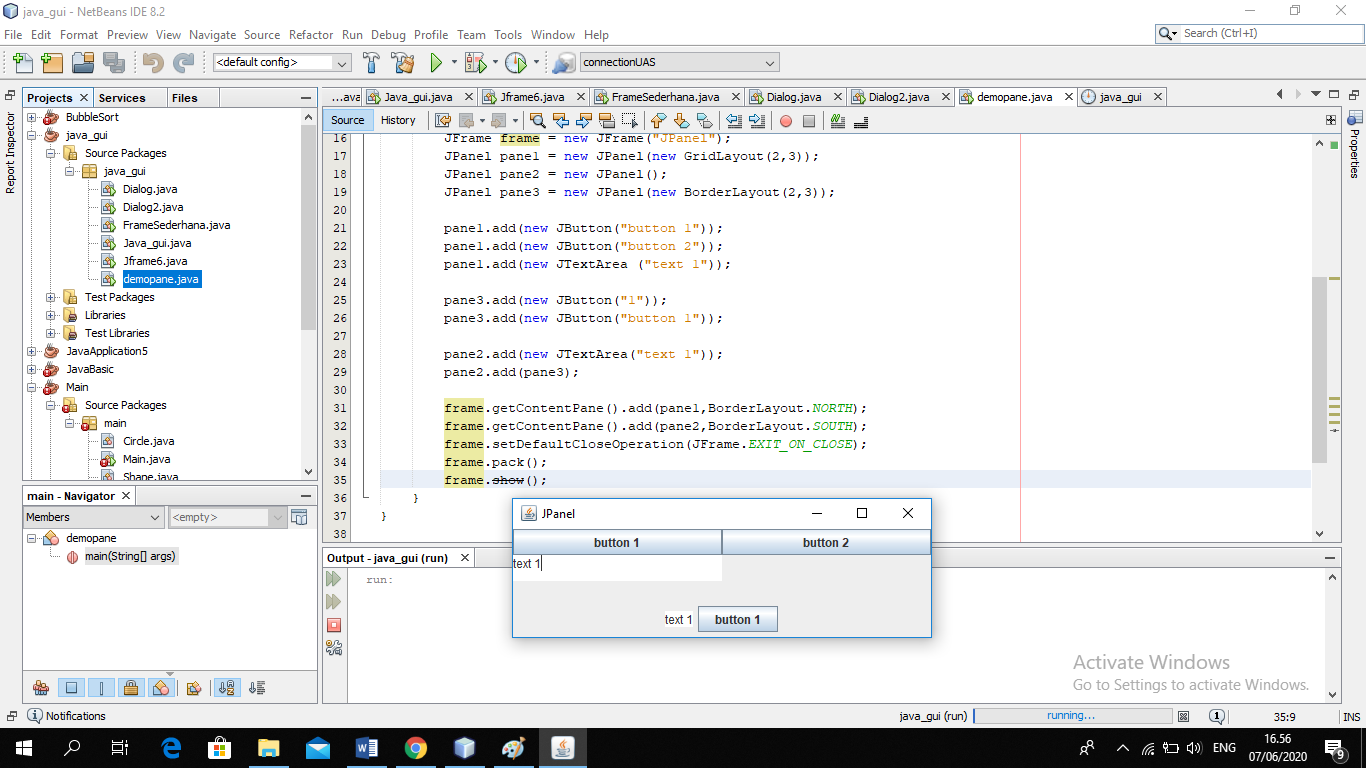 java_gui - NetBeans IDE 8.2
File Edit Format Preview View Navigate Source Refactor Run Debug Profile Team Tools Window Help
Search (Ctrl+I)
<default config>
connectionUAS
Projects Services Files
...ava Java_gui.java Jframe6.java FrameSederhana.java Dialog.java Dialog2.java demopane.java java_gui
Report Inspector
Properties
BubbleSort
java_gui
Source Packages
java_gui
Dialog.java
Dialog2.java
FrameSederhana.java
Java_gui.java
Jframe6.java
demopane.java
Test Packages
Libraries
Test Libraries
JavaApplication5
JavaBasic
Main
Source Packages
main
Circle.java
Main.java
Shape.java
Source History
16 JFrame frame = new JFrame("JPanel");
17 JPanel pane1 = new JPanel(new GridLayout(2,3));
18 JPanel pane2 = new JPanel();
19 JPanel pane3 = new JPanel(new BorderLayout(2,3));
20
21 pane1.add(new JButton("button 1"));
22 pane1.add(new JButton("button 2"));
23 pane1.add(new JTextArea ("text 1"));
24
25 pane3.add(new JButton("1"));
26 pane3.add(new JButton("button 1"));
27
28 pane2.add(new JTextArea("text 1"));
29 pane2.add(pane3);
30
31 frame.getContentPane().add(pane1,BorderLayout.NORTH);
32 frame.getContentPane().add(pane2,BorderLayout.SOUTH);
33 frame.setDefaultCloseOperation(JFrame.EXIT_ON_CLOSE);
34 frame.pack();
35 frame.show();
36 }
37 }
38
main - Navigator
Members <empty>
demopane
main(String[] args)
Output - java_gui (run)
run:
JPanel
button 1 button 2
text 1
text 1 button 1
Activate Windows
Go to Settings to activate Windows.
Notifications
java_gui (run) running... 1 35:9 INS
ENG
16.56
07/06/2020
9